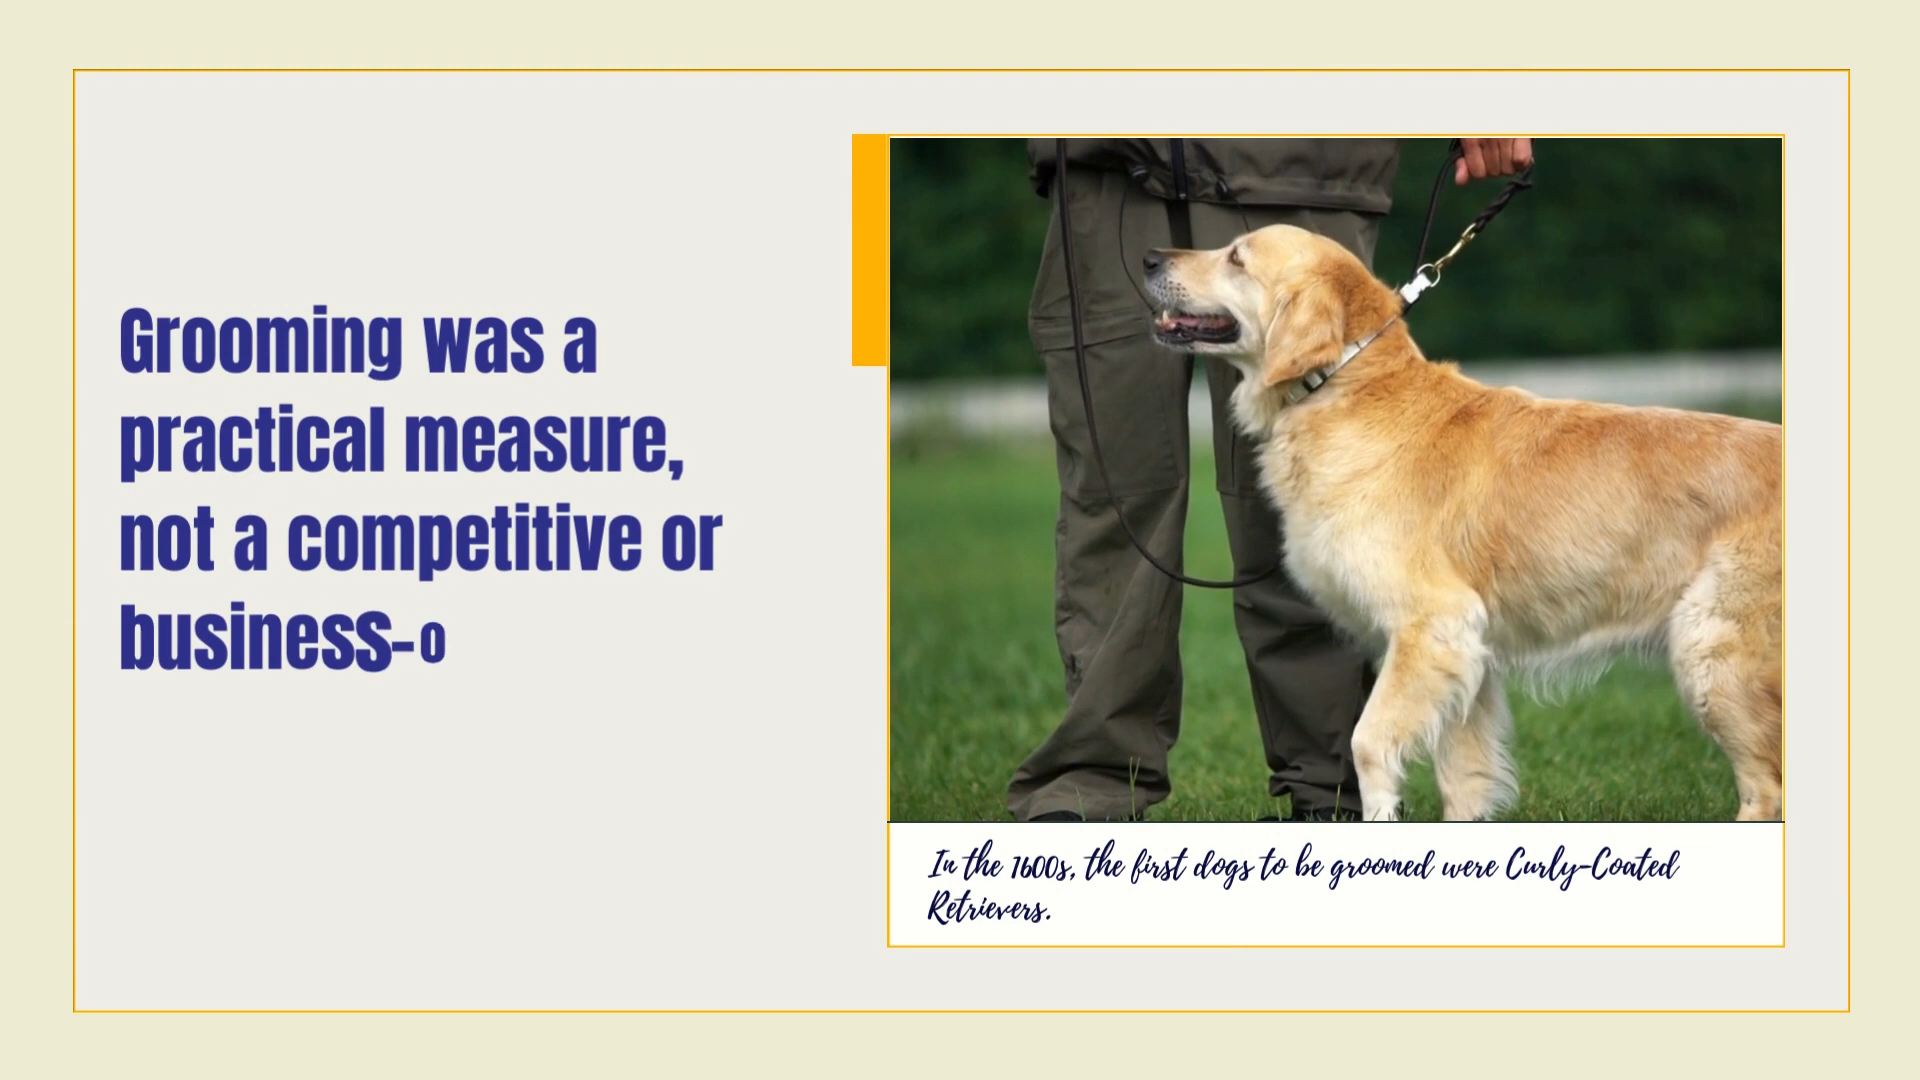 Grooming was a
practical measure,
not a competitive or
business-o
In the 1600s, the first dogs to be groomed were Curly-Coated
Retrievers.